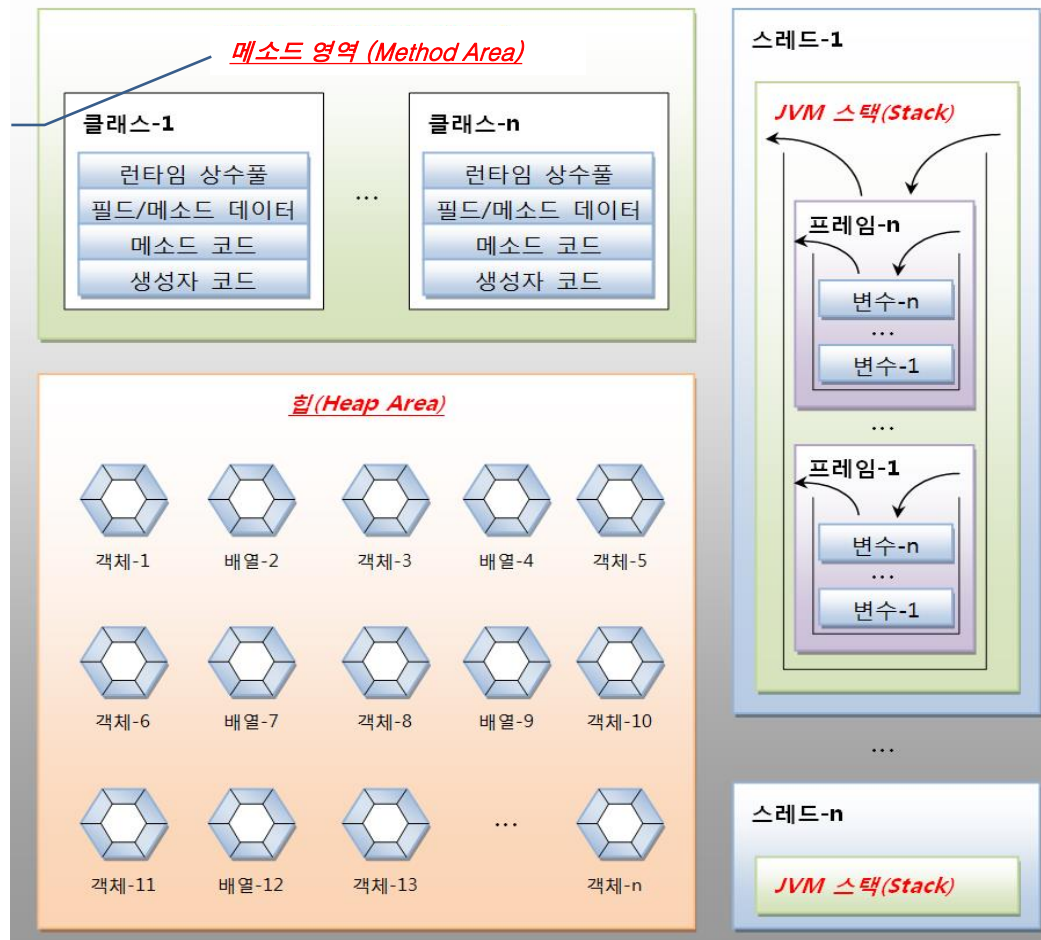 메소드 영역 (Method Area)
클래스-1
런타임 상수풀
필드/메소드 데이터
메소드 코드
생성자 코드
...
클래스-n
런타임 상수풀
필드/메소드 데이터
메소드 코드
생성자 코드
힙(Heap Area)
객체-1 배열-2 객체-3 배열-4 객체-5
객체-6 배열-7 객체-8 배열-9 객체-10
객체-11 배열-12 객체-13 ... 객체-n
스레드-1
JVM 스택(Stack)
프레임-n
변수-n
...
변수-1
...
프레임-1
변수-n
...
변수-1
...
스레드-n
JVM 스택(Stack)